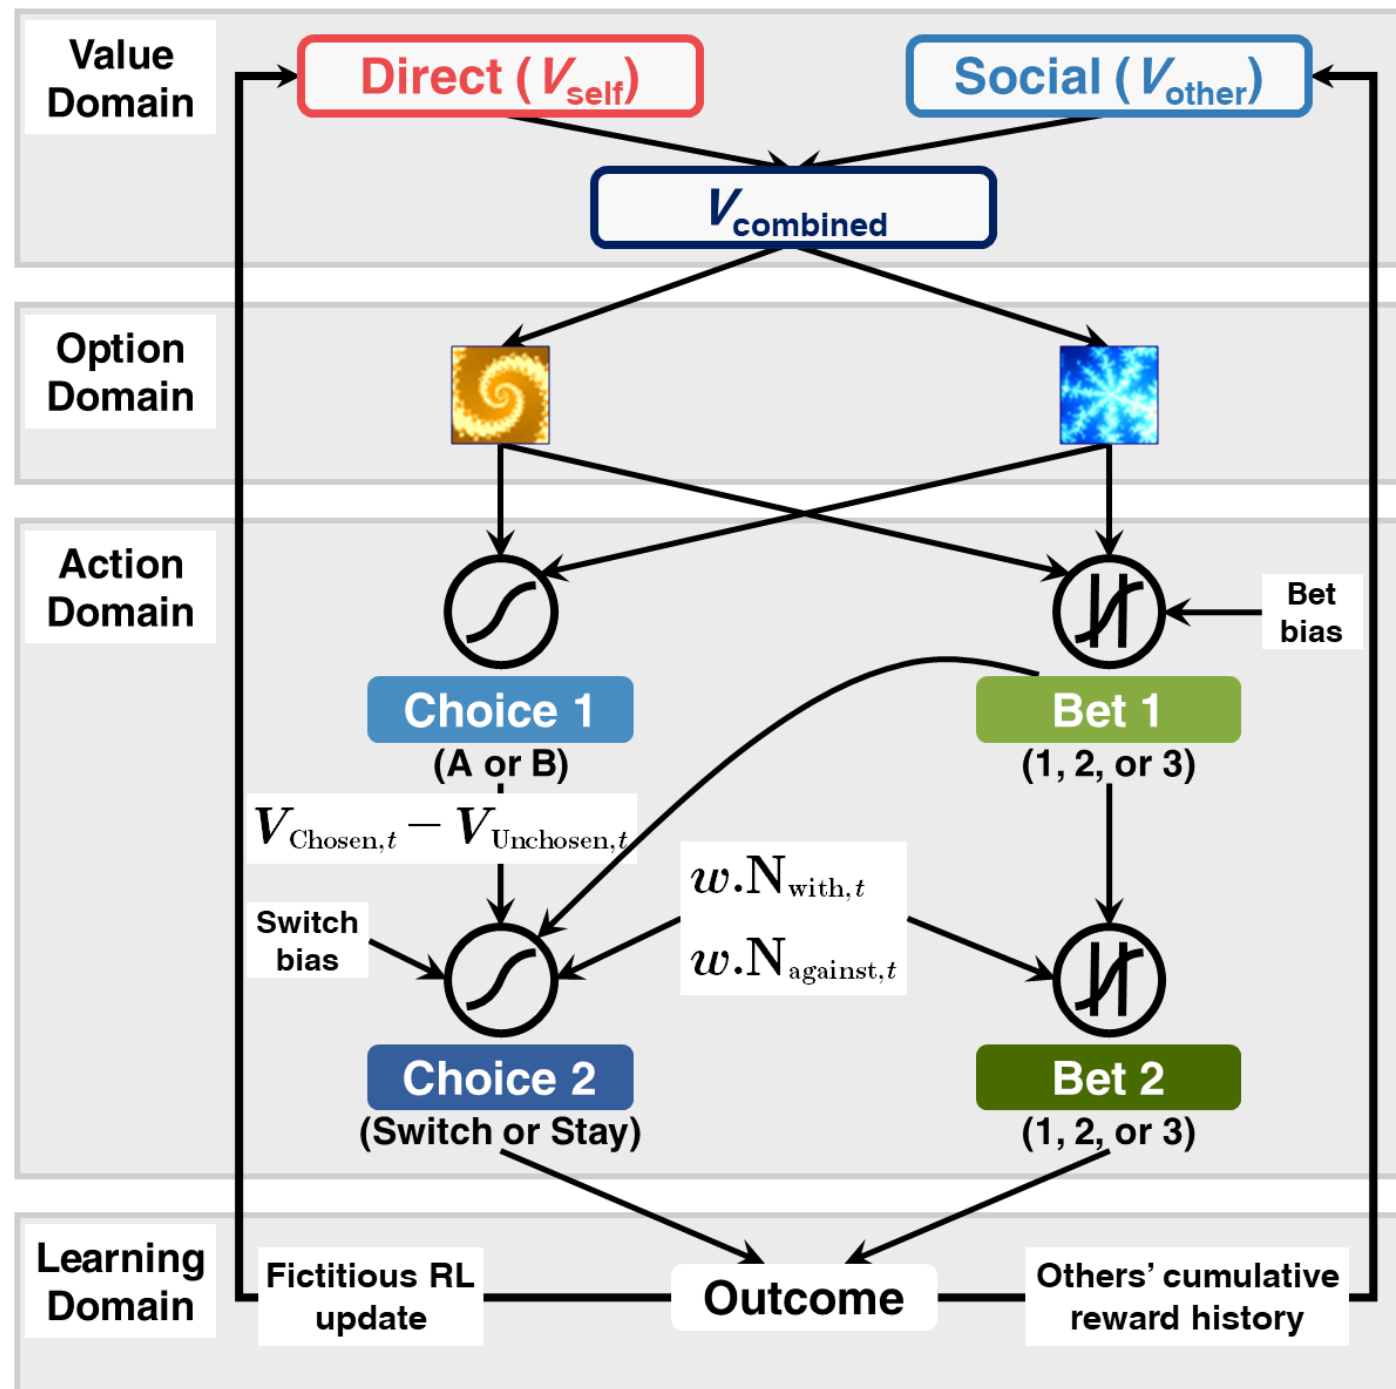 Value
Domain
Direct (Vself)
Social (Vother)
Vcombined
Option
Domain
Action
Domain
Bet
bias
Choice 1
(A or B)
Bet 1
(1, 2, or 3)
VChosen,t − VUnchosen,t
w.Nwith,t
w.Nagainst,t
Switch
bias
Choice 2
(Switch or Stay)
Bet 2
(1, 2, or 3)
Learning
Domain
Fictitious RL
update
Outcome
Others’ cumulative
reward history